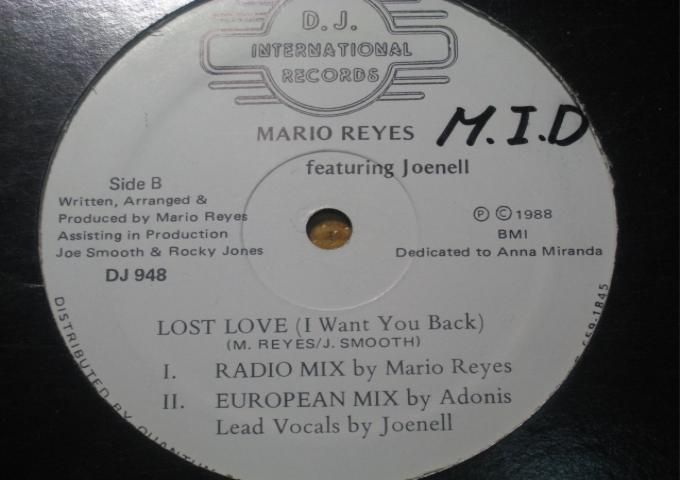 D.J.
INTERNATIONAL
RECORDS
MARIO REYES
M.I.D
featuring Joenell
Side B
Written, Arranged &
Produced by Mario Reyes
Assisting in Production
Joe Smooth & Rocky Jones
DJ 948
℗ © 1988
BMI
Dedicated to Anna Miranda
LOST LOVE (I Want You Back)
(M. REYES/J. SMOOTH)
I. RADIO MIX by Mario Reyes
II. EUROPEAN MIX by Adonis
Lead Vocals by Joenell
DISTRIBUTED BY
659-1845